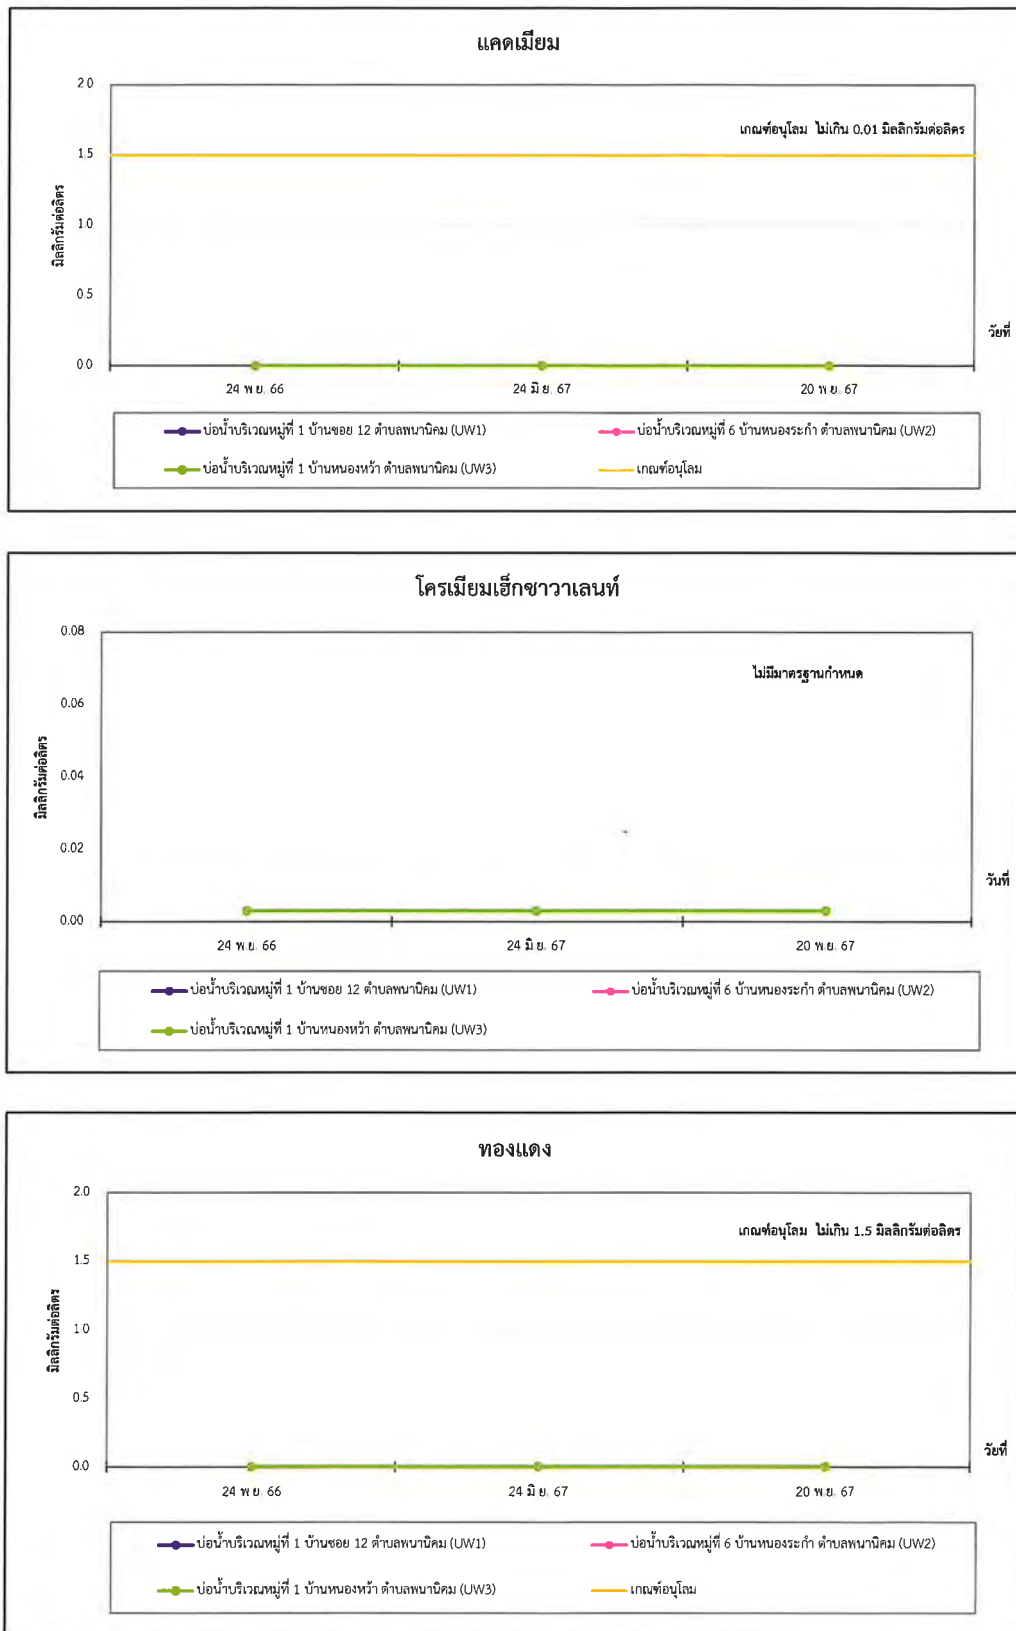 แคดเมียม
2.0
เกณฑ์อนุโลม ไม่เกิน 0.01 มิลลิกรัมต่อลิตร
1.5
มิลลิกรัมต่อลิตร
1.0
0.5
วัยที่
0.0
24 พ.ย. 66 24 มิ.ย. 67 20 พ.ย. 67
บ่อน้ำบริเวณหมู่ที่ 1 บ้านซอย 12 ตำบลพนานิคม (UW1) บ่อน้ำบริเวณหมู่ที่ 6 บ้านหนองระกำ ตำบลพนานิคม (UW2)
บ่อน้ำบริเวณหมู่ที่ 1 บ้านหนองหว้า ตำบลพนานิคม (UW3) เกณฑ์อนุโลม
โครเมียมเฮ็กซาวาเลนท์
0.08
ไม่มีมาตรฐานกำหนด
0.06
มิลลิกรัมต่อลิตร
0.04
0.02
วันที่
0.00
24 พ.ย. 66 24 มิ.ย. 67 20 พ.ย. 67
บ่อน้ำบริเวณหมู่ที่ 1 บ้านซอย 12 ตำบลพนานิคม (UW1) บ่อน้ำบริเวณหมู่ที่ 6 บ้านหนองระกำ ตำบลพนานิคม (UW2)
บ่อน้ำบริเวณหมู่ที่ 1 บ้านหนองหว้า ตำบลพนานิคม (UW3)
ทองแดง
2.0
เกณฑ์อนุโลม ไม่เกิน 1.5 มิลลิกรัมต่อลิตร
1.5
มิลลิกรัมต่อลิตร
1.0
0.5
วัยที่
0.0
24 พ.ย. 66 24 มิ.ย. 67 20 พ.ย. 67
บ่อน้ำบริเวณหมู่ที่ 1 บ้านซอย 12 ตำบลพนานิคม (UW1) บ่อน้ำบริเวณหมู่ที่ 6 บ้านหนองระกำ ตำบลพนานิคม (UW2)
บ่อน้ำบริเวณหมู่ที่ 1 บ้านหนองหว้า ตำบลพนานิคม (UW3) เกณฑ์อนุโลม